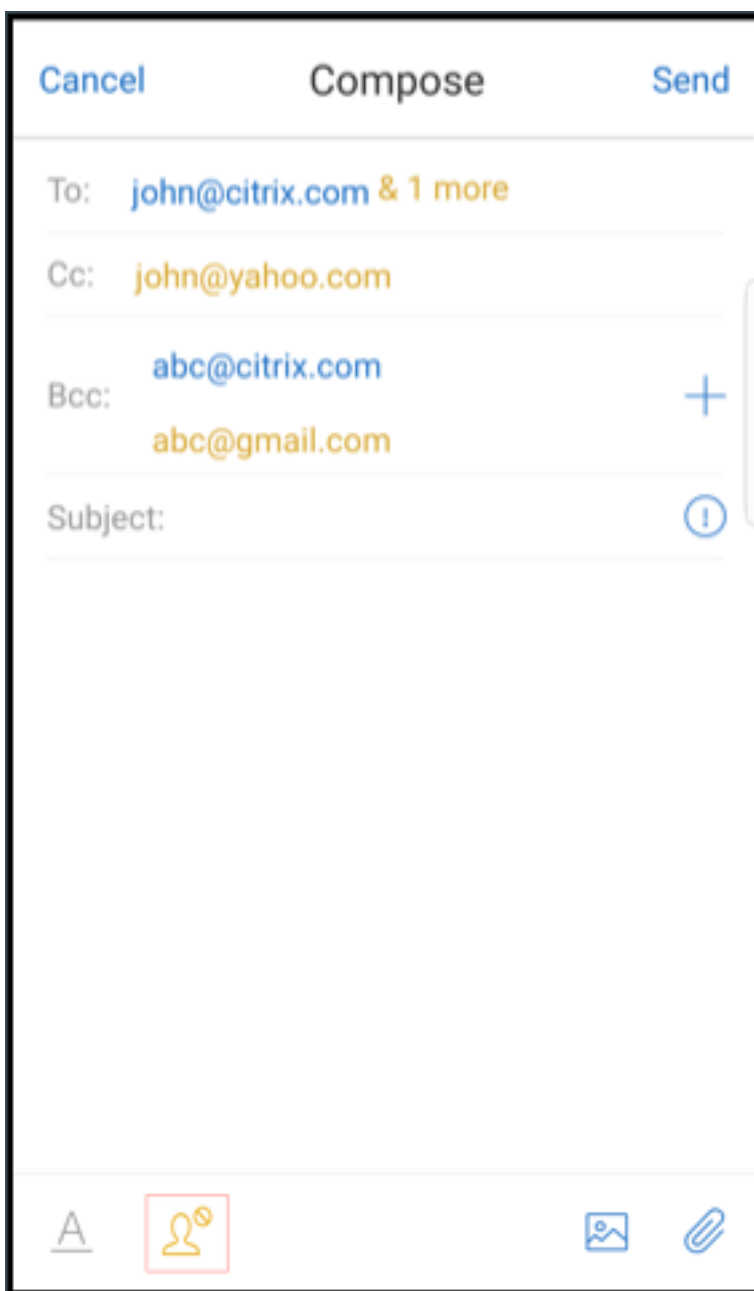 Cancel Compose Send
To: john@citrix.com & 1 more
Cc: john@yahoo.com
Bcc: abc@citrix.com
abc@gmail.com
Subject:
A